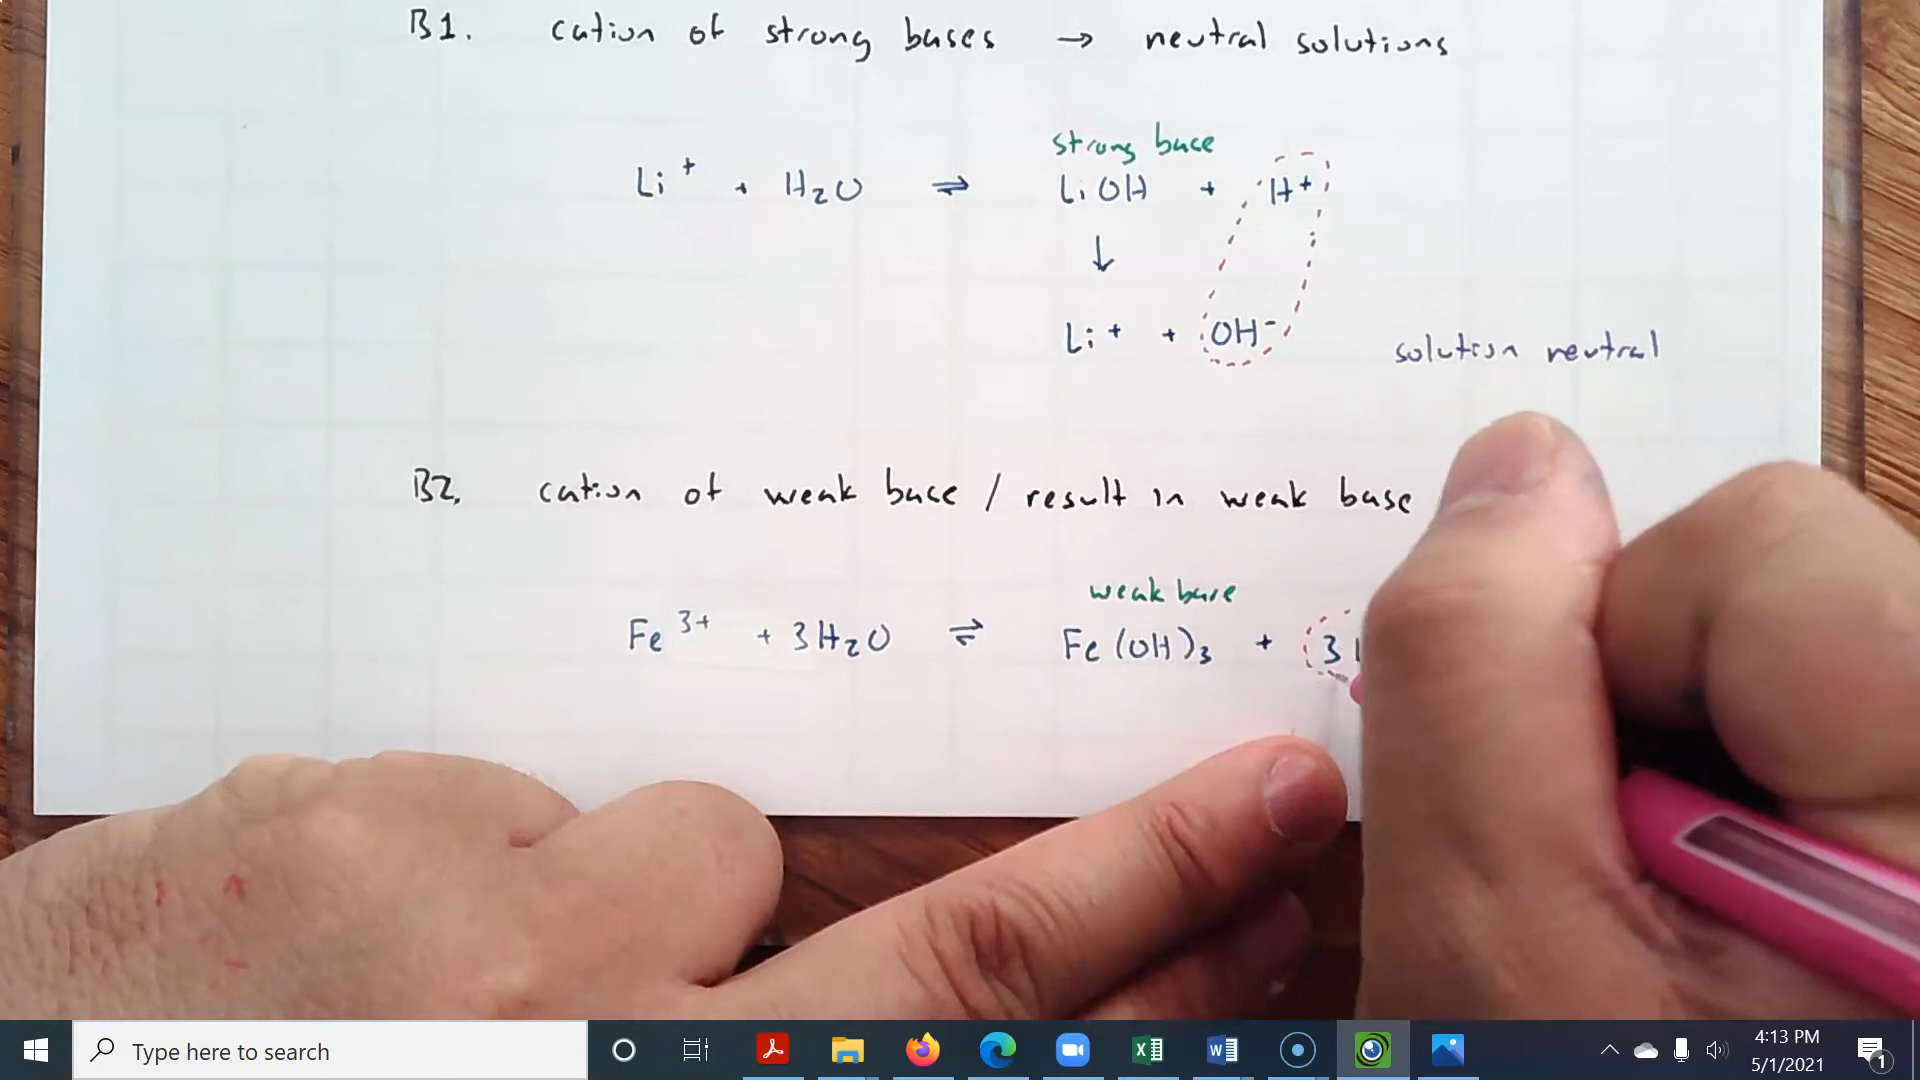 B1. cation of strong bases → neutral solutions
strong base
Li⁺ + H₂O ⇌ LiOH + H⁺
↓
Li⁺ + OH⁻
solution neutral
B2. cation of weak base / result in weak base
weak base
Fe³⁺ + 3H₂O ⇌ Fe(OH)₃ + 3
Type here to search
4:13 PM
5/1/2021
1